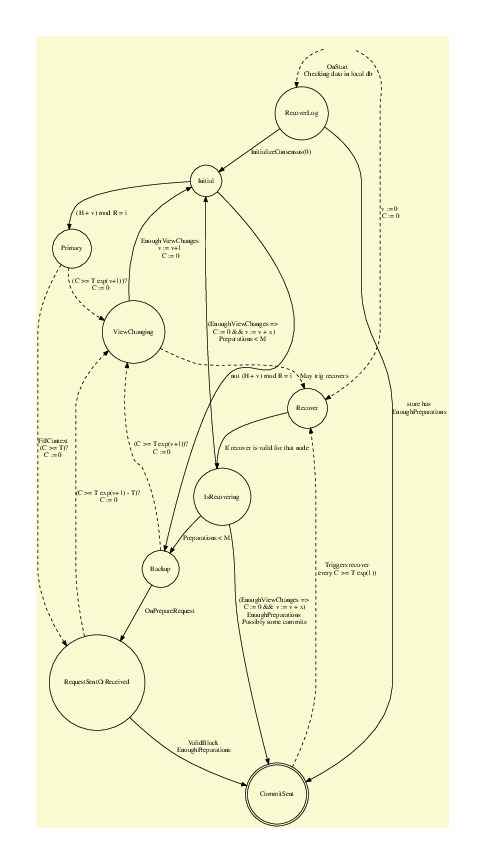 OnStart
Checking data in local db
RecoverLog
InitializeConsensus(0)
Initial
v := 0
C := 0
(H + v) mod R = i
Primary
EnoughViewChanges
v := v+1
C := 0
(C >= T exp(v+1))?
C := 0
ViewChanging
(EnoughViewChanges =>
C := 0 && v := v + x)
Preparations < M
not (H + v) mod R = i
May trig recovers
Recover
store has
EnoughPreparations
FillContext
(C >= T)?
C := 0
(C >= T exp(v+1))?
C := 0
If recover is valid for that node
(C >= T exp(v+1) - T)?
C := 0
IsRecovering
Preparations < M
Backup
Triggers recover
every C >= T exp(1)
OnPrepareRequest
(EnoughViewChanges =>
C := 0 && v := v + x)
EnoughPreparations
Possibly some commits
RequestSentOrReceived
ValidBlock
EnoughPreparations
CommitSent